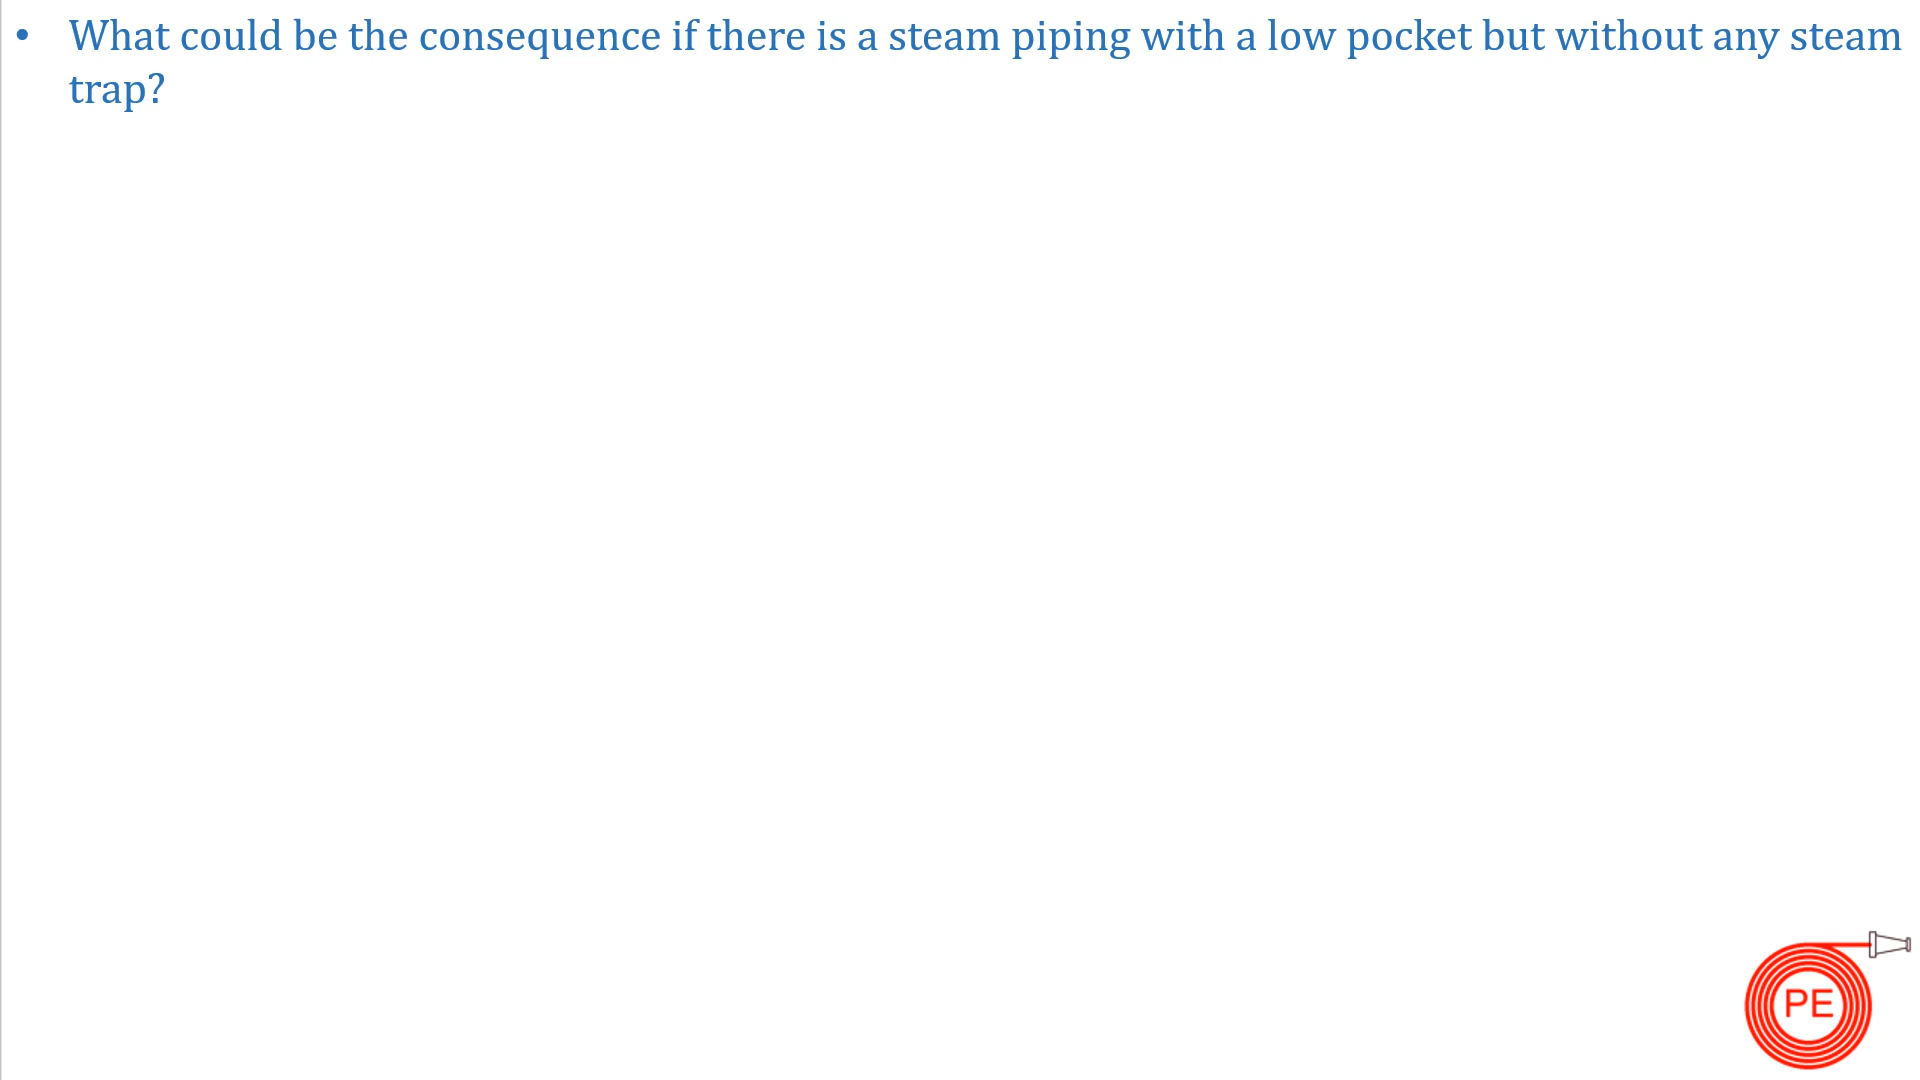 • What could be the consequence if there is a steam piping with a low pocket but without any steam
trap?
PE